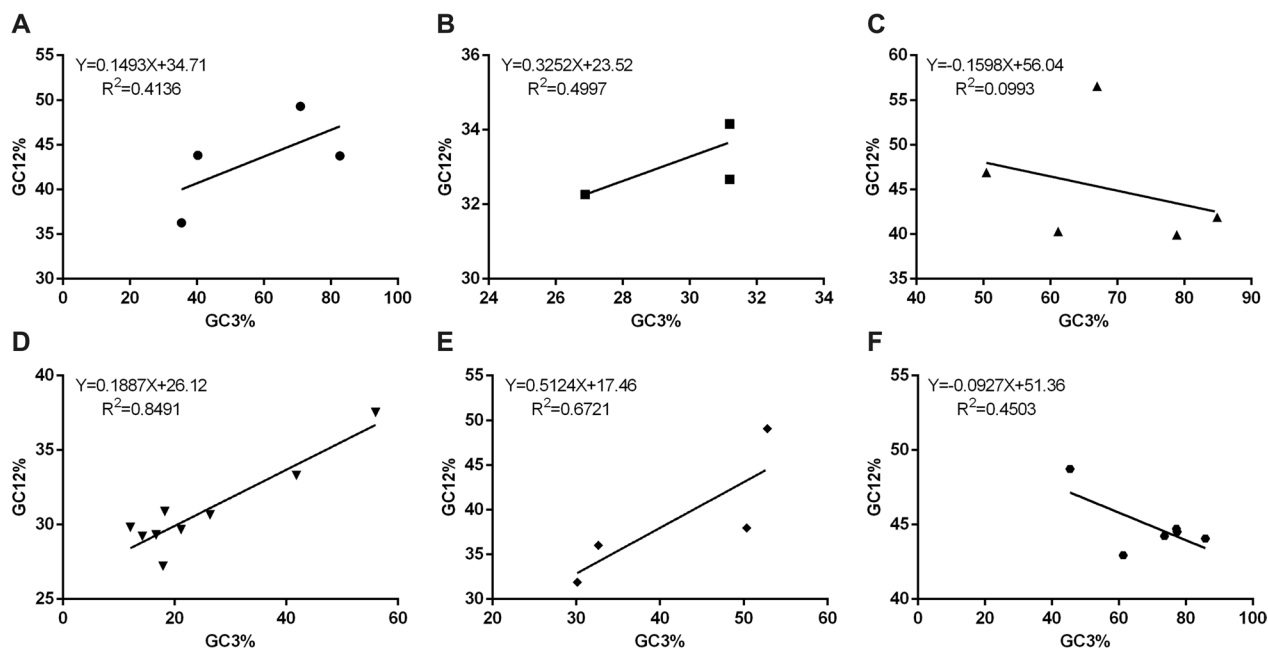 A
Y=0.1493X+34.71
R²=0.4136
55
50
45
40
35
30
GC12%
0 20 40 60 80 100
GC3%
B
Y=0.3252X+23.52
R²=0.4997
36
34
32
30
GC12%
24 26 28 30 32 34
GC3%
C
Y=-0.1598X+56.04
R²=0.0993
60
55
50
45
40
35
GC12%
40 50 60 70 80 90
GC3%
D
Y=0.1887X+26.12
R²=0.8491
40
35
30
25
GC12%
0 20 40 60
GC3%
E
Y=0.5124X+17.46
R²=0.6721
55
50
45
40
35
30
GC12%
20 30 40 50 60
GC3%
F
Y=-0.0927X+51.36
R²=0.4503
55
50
45
40
GC12%
0 20 40 60 80 100
GC3%